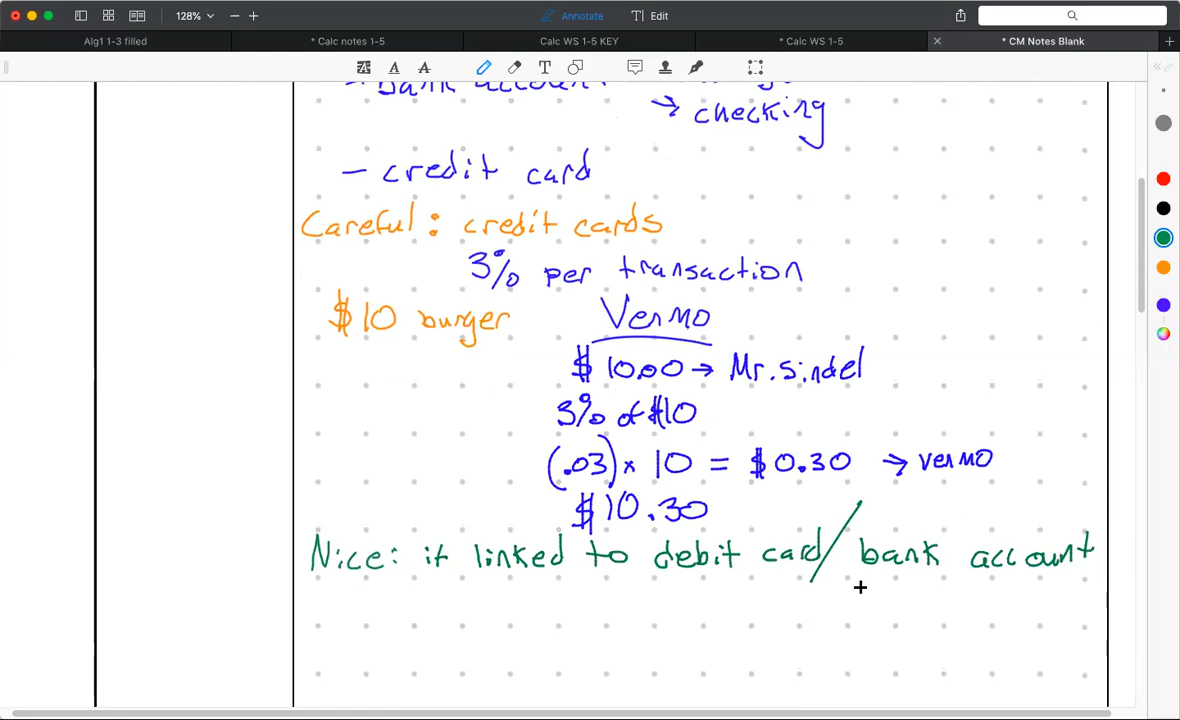 128%
Annotate
Edit
Alg1 1-3 filled
* Calc notes 1-5
Calc WS 1-5 KEY
* Calc WS 1-5
* CM Notes Blank
- bank account
→ checking
- credit card
Careful: credit cards
3% per transaction
$10 burger
Venmo
$10.00 → Mr. Sindel
3% of $10
(.03) × 10 = $0.30 → venmo
$10.30
Nice: if linked to debit card/bank account